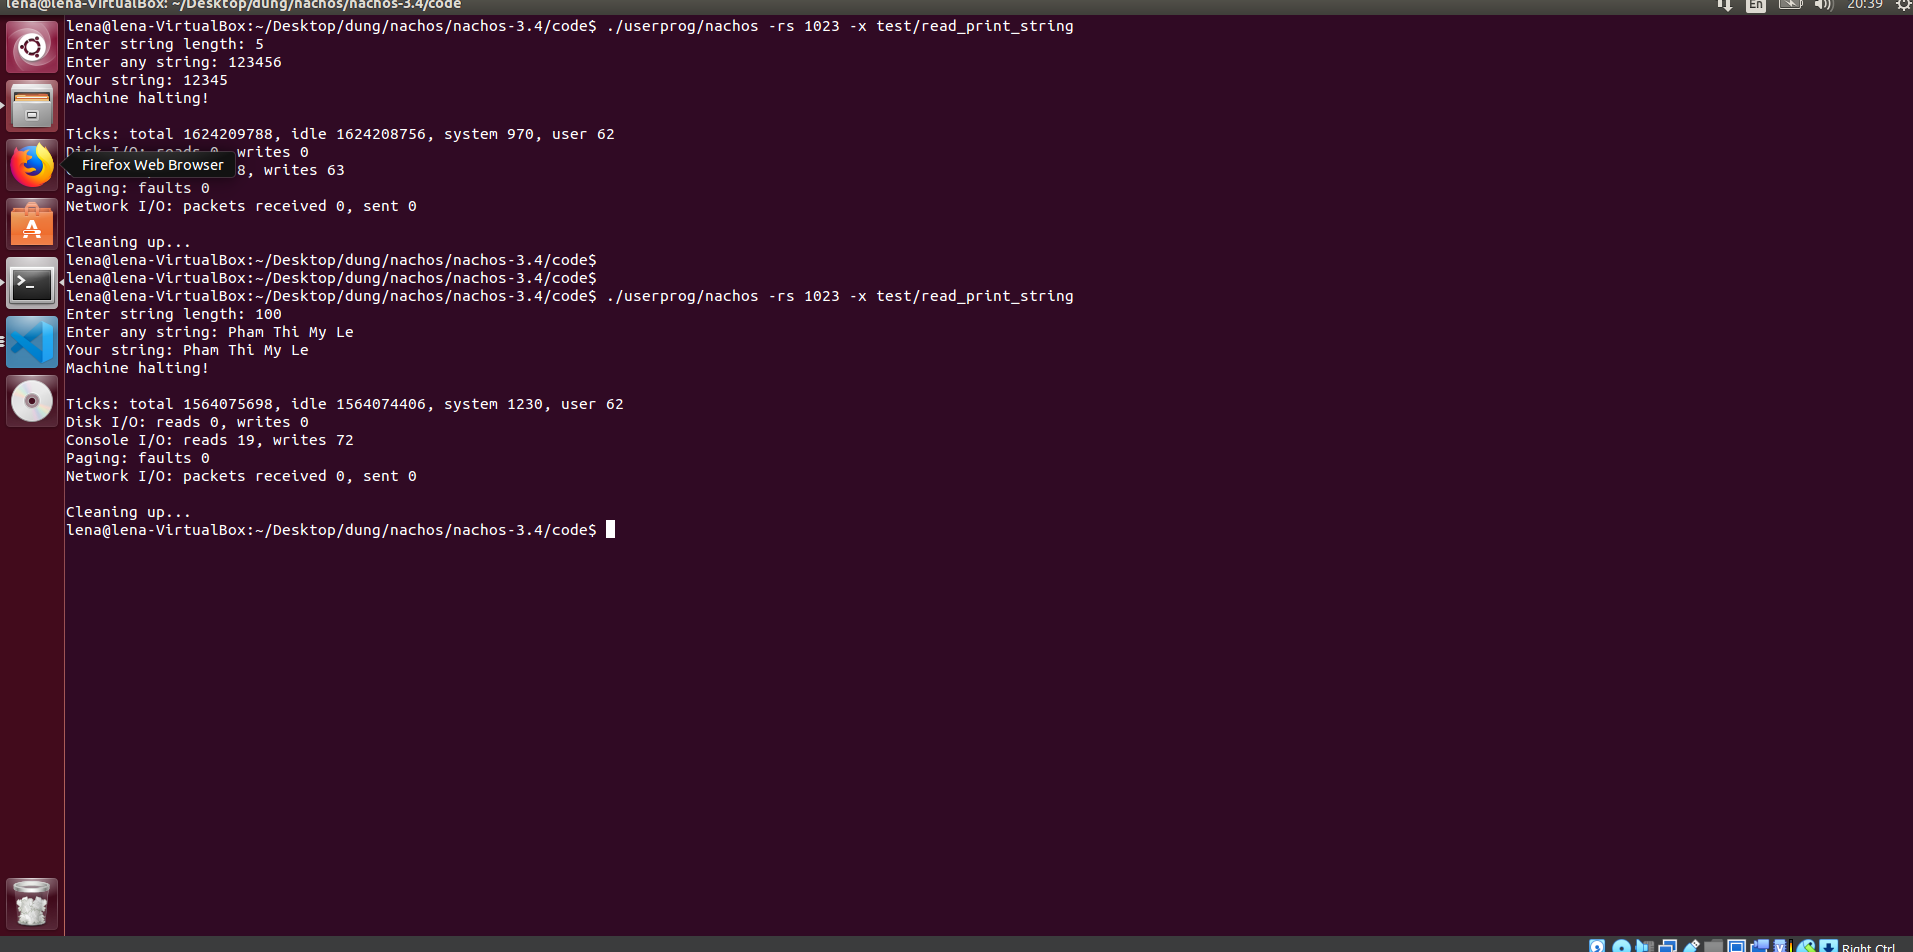 lena@lena-VirtualBox: ~/Desktop/dung/nachos/nachos-3.4/code
En
20:39
lena@lena-VirtualBox:~/Desktop/dung/nachos/nachos-3.4/code$ ./userprog/nachos -rs 1023 -x test/read_print_string
Enter string length: 5
Enter any string: 123456
Your string: 12345
Machine halting!
Ticks: total 1624209788, idle 1624208756, system 970, user 62
Disk I/O: reads 0, writes 0
Firefox Web Browser
8, writes 63
Paging: faults 0
Network I/O: packets received 0, sent 0
Cleaning up...
lena@lena-VirtualBox:~/Desktop/dung/nachos/nachos-3.4/code$
lena@lena-VirtualBox:~/Desktop/dung/nachos/nachos-3.4/code$
lena@lena-VirtualBox:~/Desktop/dung/nachos/nachos-3.4/code$ ./userprog/nachos -rs 1023 -x test/read_print_string
Enter string length: 100
Enter any string: Pham Thi My Le
Your string: Pham Thi My Le
Machine halting!
Ticks: total 1564075698, idle 1564074406, system 1230, user 62
Disk I/O: reads 0, writes 0
Console I/O: reads 19, writes 72
Paging: faults 0
Network I/O: packets received 0, sent 0
Cleaning up...
lena@lena-VirtualBox:~/Desktop/dung/nachos/nachos-3.4/code$
Right Ctrl